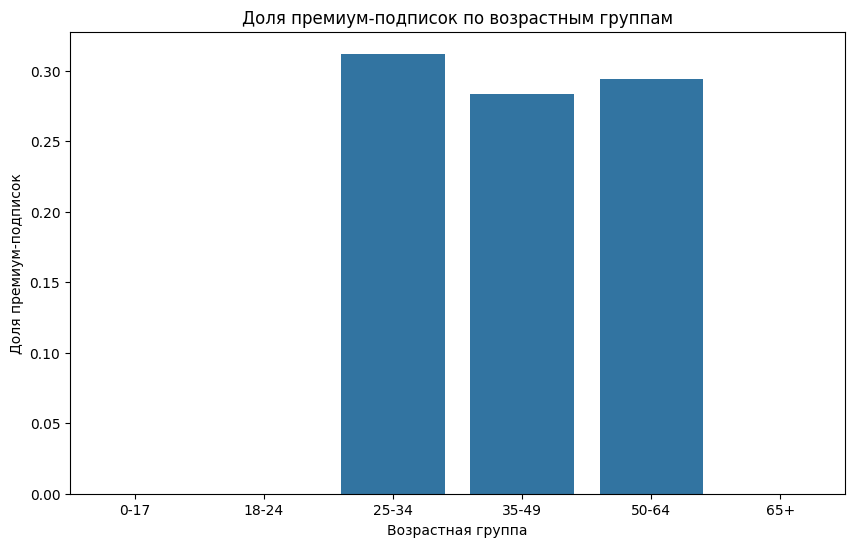 Доля премиум-подписок по возрастным группам
Доля премиум-подписок
0.30
0.25
0.20
0.15
0.10
0.05
0.00
0-17 18-24 25-34 35-49 50-64 65+
Возрастная группа